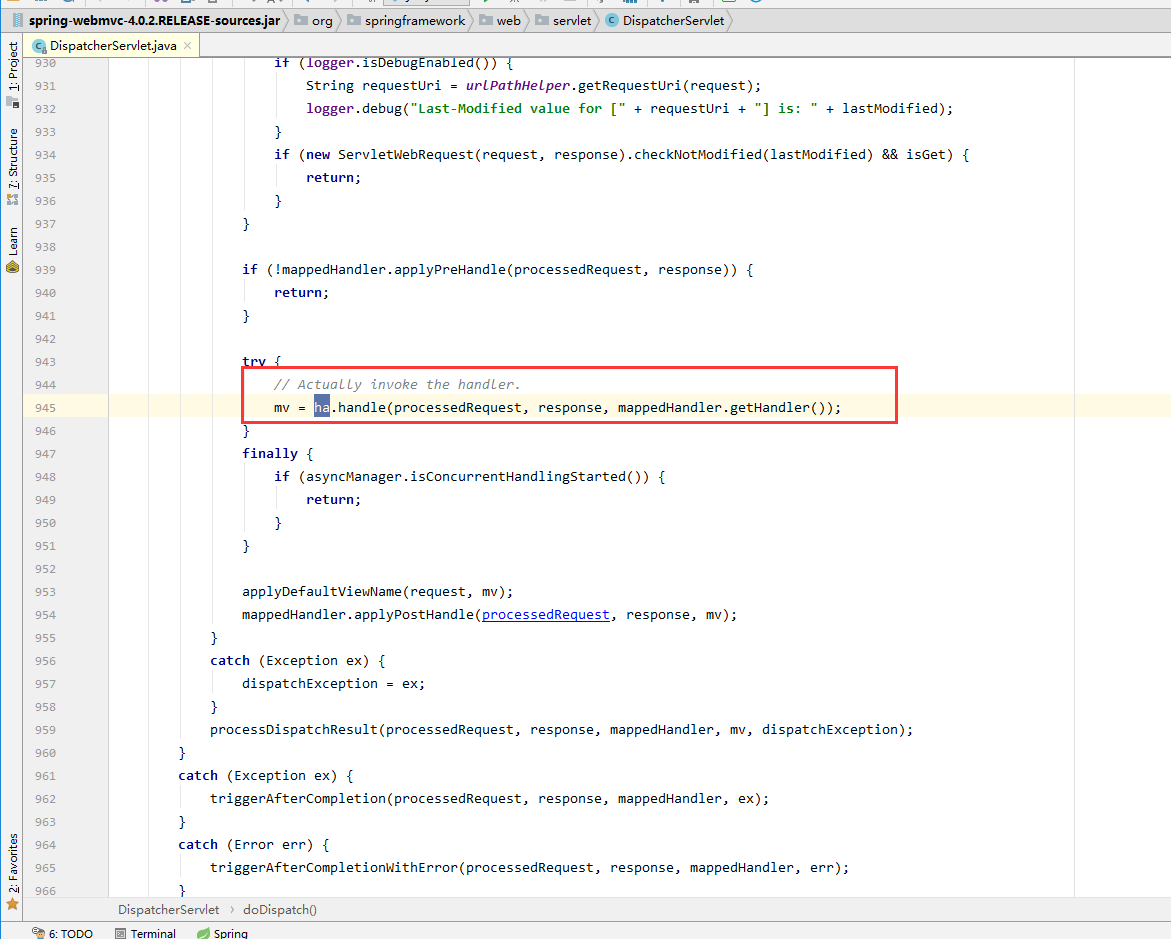 spring-webmvc-4.0.2.RELEASE-sources.jar org springframework web servlet DispatcherServlet
DispatcherServlet.java
1: Project
7: Structure
Learn
2: Favorites
930 if (logger.isDebugEnabled()) {
931 String requestUri = urlPathHelper.getRequestUri(request);
932 logger.debug("Last-Modified value for [" + requestUri + "] is: " + lastModified);
933 }
934 if (new ServletWebRequest(request, response).checkNotModified(lastModified) && isGet) {
935 return;
936 }
937 }
938
939 if (!mappedHandler.applyPreHandle(processedRequest, response)) {
940 return;
941 }
942
943 try {
944 // Actually invoke the handler.
945 mv = ha.handle(processedRequest, response, mappedHandler.getHandler());
946 }
947 finally {
948 if (asyncManager.isConcurrentHandlingStarted()) {
949 return;
950 }
951 }
952
953 applyDefaultViewName(request, mv);
954 mappedHandler.applyPostHandle(processedRequest, response, mv);
955 }
956 catch (Exception ex) {
957 dispatchException = ex;
958 }
959 processDispatchResult(processedRequest, response, mappedHandler, mv, dispatchException);
960 }
961 catch (Exception ex) {
962 triggerAfterCompletion(processedRequest, response, mappedHandler, ex);
963 }
964 catch (Error err) {
965 triggerAfterCompletionWithError(processedRequest, response, mappedHandler, err);
966 }
DispatcherServlet › doDispatch()
6: TODO Terminal Spring